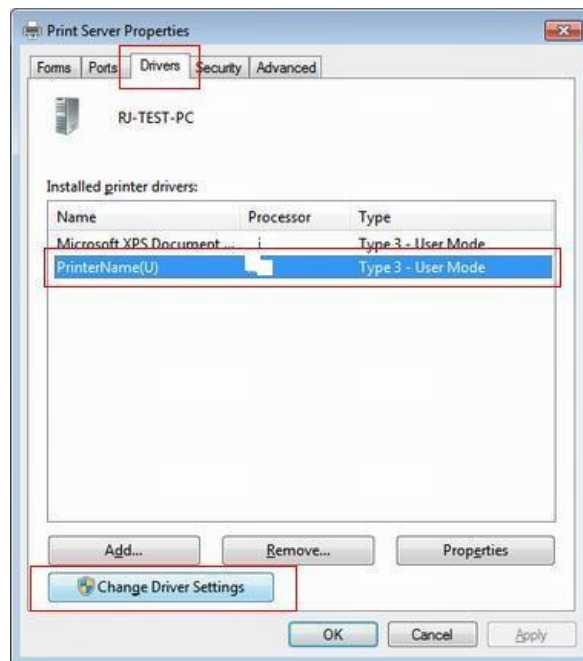 Print Server Properties
Forms Ports Drivers Security Advanced
RJ-TEST-PC
Installed printer drivers:
Name Processor Type
Microsoft XPS Document ... Type 3 - User Mode
PrinterName(U) Type 3 - User Mode
Add... Remove... Properties
Change Driver Settings
OK Cancel Apply